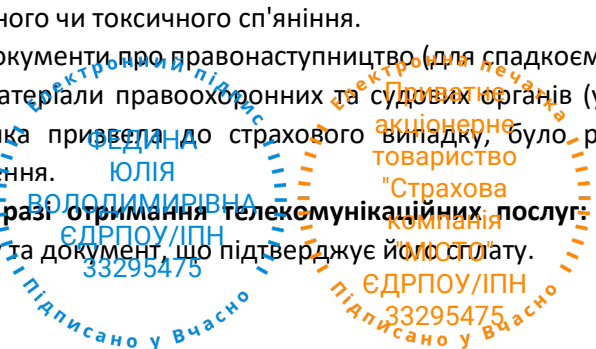 ного чи токсичного сп'яніння.
окументи про правонаступництво (для спадкоєм
атеріали правоохоронних та судових органів (у
ка призвела до страхового випадку, було р
ння.
разі отримання телекомунікаційних послуг:
та документ, що підтверджує його сплату.
Електронний підпис
ФЕДИНА
ЮЛІЯ
ВОЛОДИМИРІВНА
ЄДРПОУ/ІПН
33295475
Підписано у Вчасно
Електронна печатка
Приватне
акціонерне
товариство
"Страхова
компанія
"МІСТО"
ЄДРПОУ/ІПН
33295475
Підписано у Вчасно